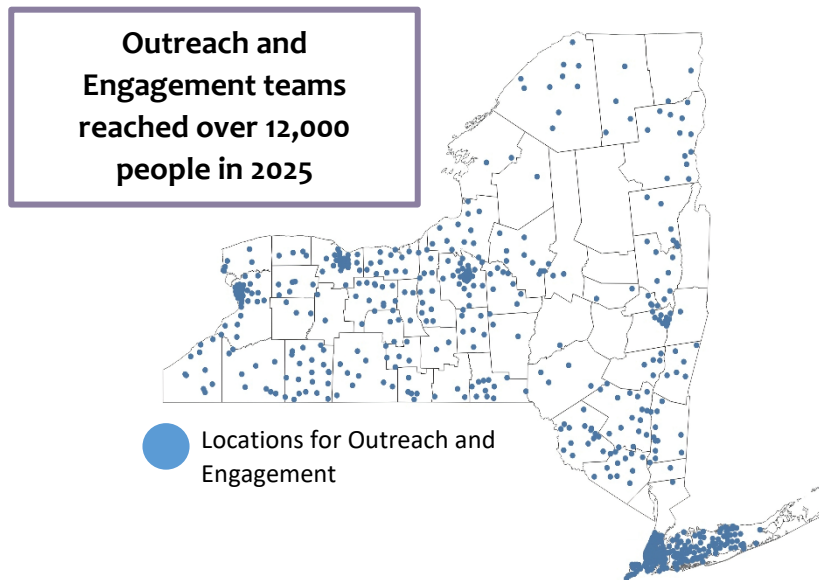 Outreach and
Engagement teams
reached over 12,000
people in 2025
Locations for Outreach and
Engagement